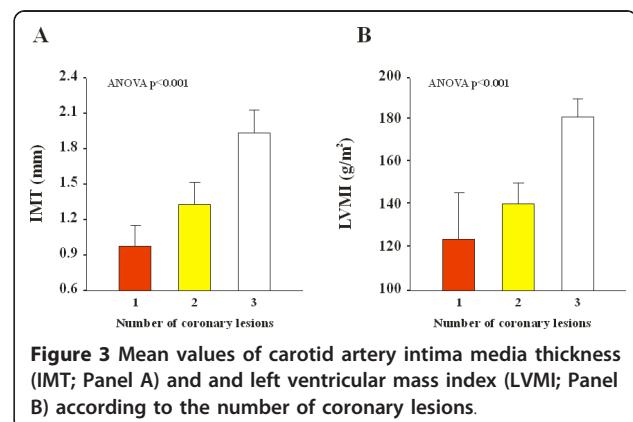 A
B
ANOVA p<0.001
ANOVA p<0.001
IMT (mm)
2.4
2.1
1.8
1.5
1.2
0.9
0.6
1 2 3
Number of coronary lesions
LVMI (g/m²)
200
180
160
140
120
100
1 2 3
Number of coronary lesions
Figure 3 Mean values of carotid artery intima media thickness
(IMT; Panel A) and and left ventricular mass index (LVMI; Panel
B) according to the number of coronary lesions.